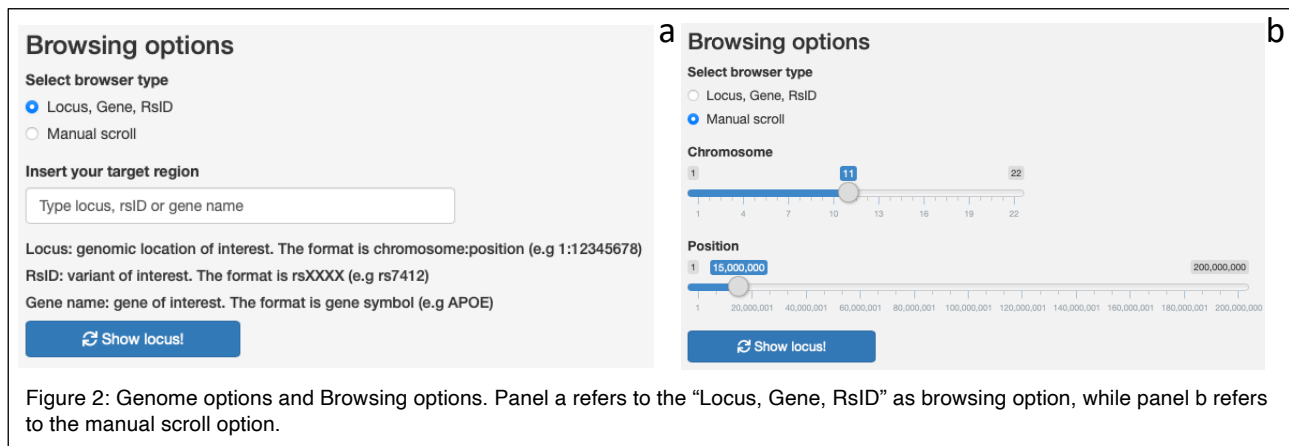 a
Browsing options
Select browser type
Locus, Gene, RsID
Manual scroll
Insert your target region
Type locus, rsID or gene name
Locus: genomic location of interest. The format is chromosome:position (e.g 1:12345678)
RsID: variant of interest. The format is rsXXXX (e.g rs7412)
Gene name: gene of interest. The format is gene symbol (e.g APOE)
Show locus!
b
Browsing options
Select browser type
Locus, Gene, RsID
Manual scroll
Chromosome
1 11 22
1 4 7 10 13 16 19 22
Position
1 15,000,000 200,000,000
1 20,000,001 40,000,001 60,000,001 80,000,001 100,000,001 120,000,001 140,000,001 160,000,001 180,000,001 200,000,000
Show locus!
Figure 2: Genome options and Browsing options. Panel a refers to the “Locus, Gene, RsID” as browsing option, while panel b refers
to the manual scroll option.